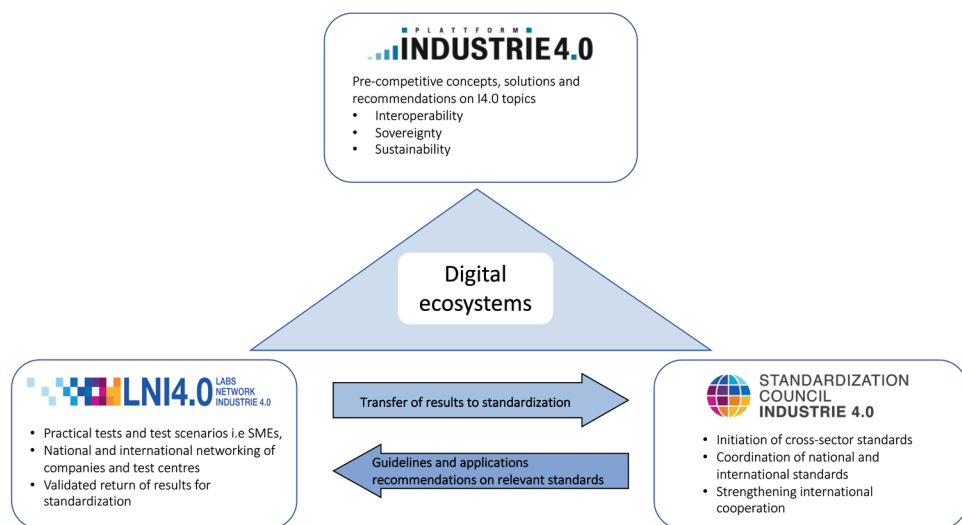 PLATTFORM
INDUSTRIE 4.0
Pre-competitive concepts, solutions and
recommendations on I4.0 topics
• Interoperability
• Sovereignty
• Sustainability
Digital
ecosystems
LNI4.0
LABS
NETWORK
INDUSTRIE 4.0
• Practical tests and test scenarios i.e SMEs,
• National and international networking of
companies and test centres
• Validated return of results for
standardization
Transfer of results to standardization
Guidelines and applications
recommendations on relevant standards
STANDARDIZATION
COUNCIL
INDUSTRIE 4.0
• Initiation of cross-sector standards
• Coordination of national and
international standards
• Strengthening international
cooperation